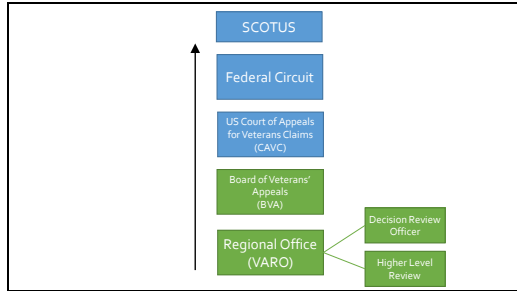 SCOTUS
Federal Circuit
US Court of Appeals
for Veterans Claims
(CAVC)
Board of Veterans'
Appeals
(BVA)
Regional Office
(VARO)
Decision Review
Officer
Higher Level
Review